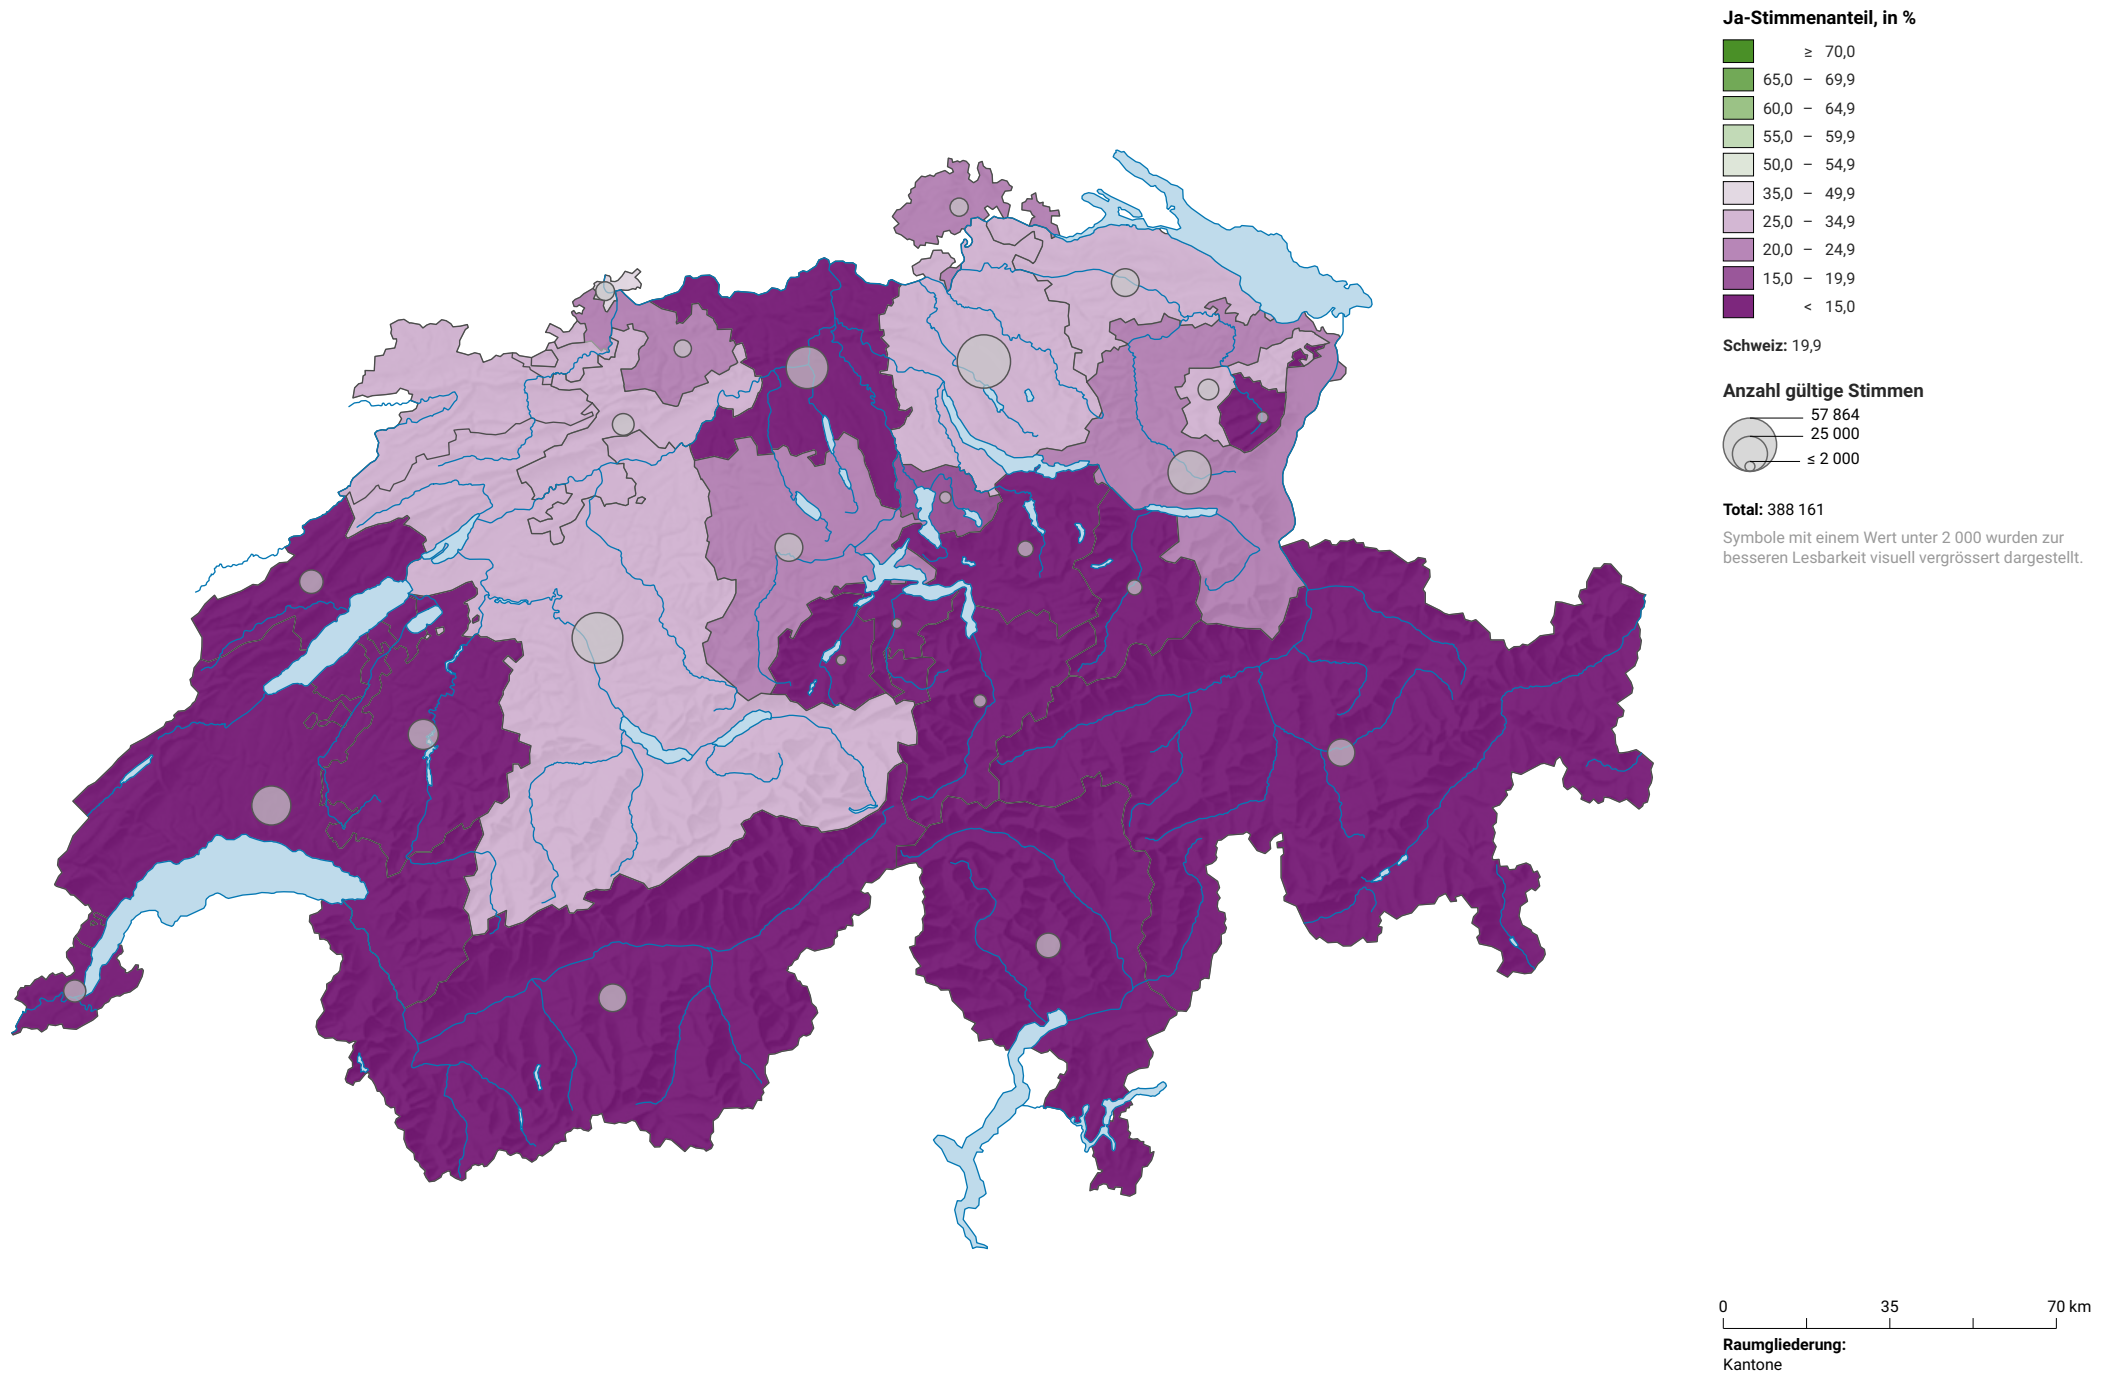 Ja-Stimmenanteil, in %
≥ 70,0
65,0 – 69,9
60,0 – 64,9
55,0 – 59,9
50,0 – 54,9
35,0 – 49,9
25,0 – 34,9
20,0 – 24,9
15,0 – 19,9
< 15,0
Schweiz: 19,9
Anzahl gültige Stimmen
57 864
25 000
≤ 2 000
Total: 388 161
Symbole mit einem Wert unter 2 000 wurden zur
besseren Lesbarkeit visuell vergrössert dargestellt.
0 35 70 km
Raumgliederung:
Kantone